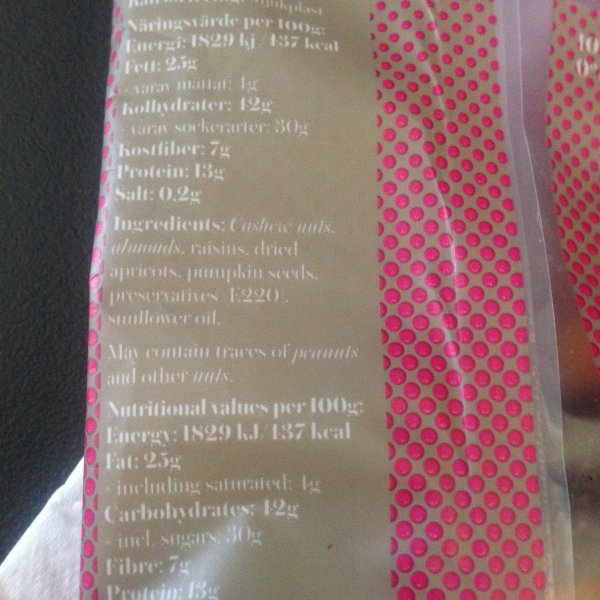 Näringsvärde per 100g:
Energi: 1829 kj /437 kcal
Fett: 25g
- varav mättat: 4g
Kolhydrater: 42g
- varav sockerarter: 30g
Kostfiber: 7g
Protein: 13g
Salt: 0,2g
Ingredients: Cashew nuts,
almonds, raisins, dried
apricots, pumpkin seeds,
preservatives E220 ,
sunflower oil.
May contain traces of peanuts
and other nuts.
Nutritional values per 100g:
Energy: 1829 kJ/437 kcal
Fat: 25g
- including saturated: 4g
Carbohydrates: 42g
- incl. sugars: 30g
Fibre: 7g
Protein: 13g